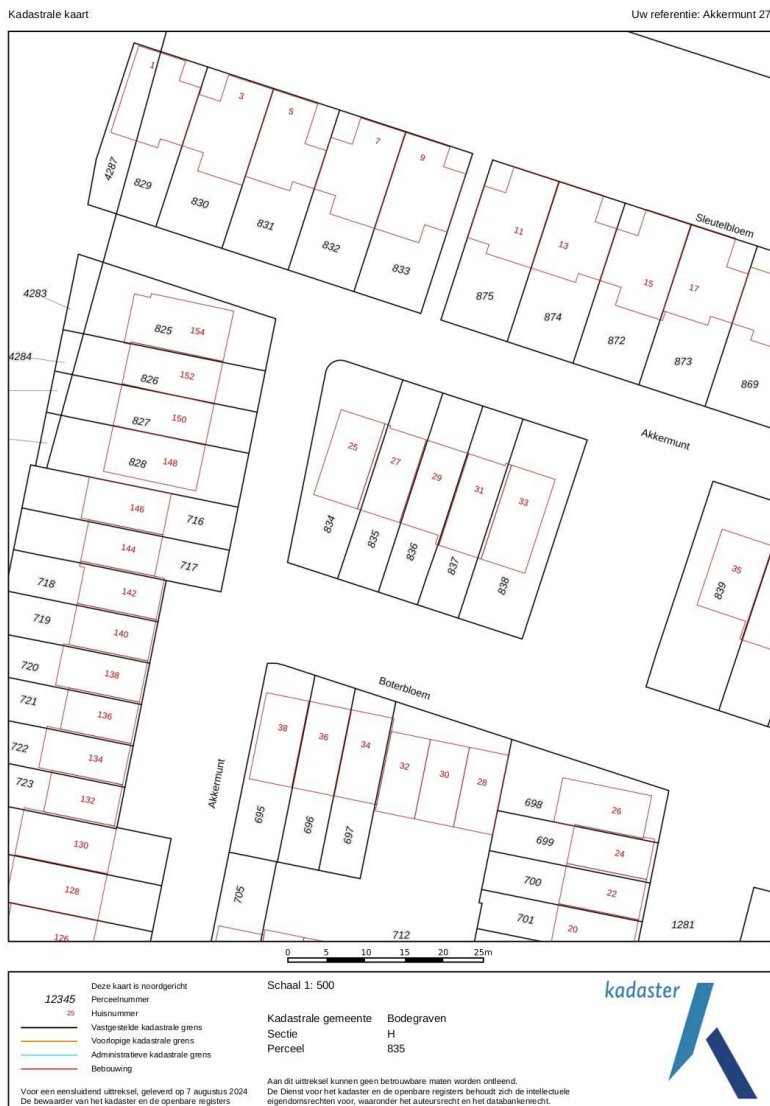 Kadastrale kaart
Uw referentie: Akkermunt 27
1
3
5
7
9
4287
829
830
831
832
833
11
13
15
17
Sleutelbloem
875
874
872
873
869
4283
4284
825 154
826 152
827 150
828 148
146 716
144 717
718 142
719 140
720 138
721 136
722 134
723 132
130
128
126
25
27
29
31
33
834
835
836
837
838
Akkermunt
35
839
Boterbloem
Akkermunt
38
36
34
32
30
28
695
696
697
705
712
698 26
699 24
700 22
701 20
1281
0 5 10 15 20 25m
Deze kaart is noordgericht
12345 Perceelnummer
25 Huisnummer
Vastgestelde kadastrale grens
Voorlopige kadastrale grens
Administratieve kadastrale grens
Bebouwing
Voor een eensluidend uittreksel, geleverd op 7 augustus 2024
De bewaarder van het kadaster en de openbare registers
Schaal 1: 500
Kadastrale gemeente Bodegraven
Sectie H
Perceel 835
Aan dit uittreksel kunnen geen betrouwbare maten worden ontleend.
De Dienst voor het kadaster en de openbare registers behoudt zich de intellectuele
eigendomsrechten voor, waaronder het auteursrecht en het databankenrecht.
kadaster